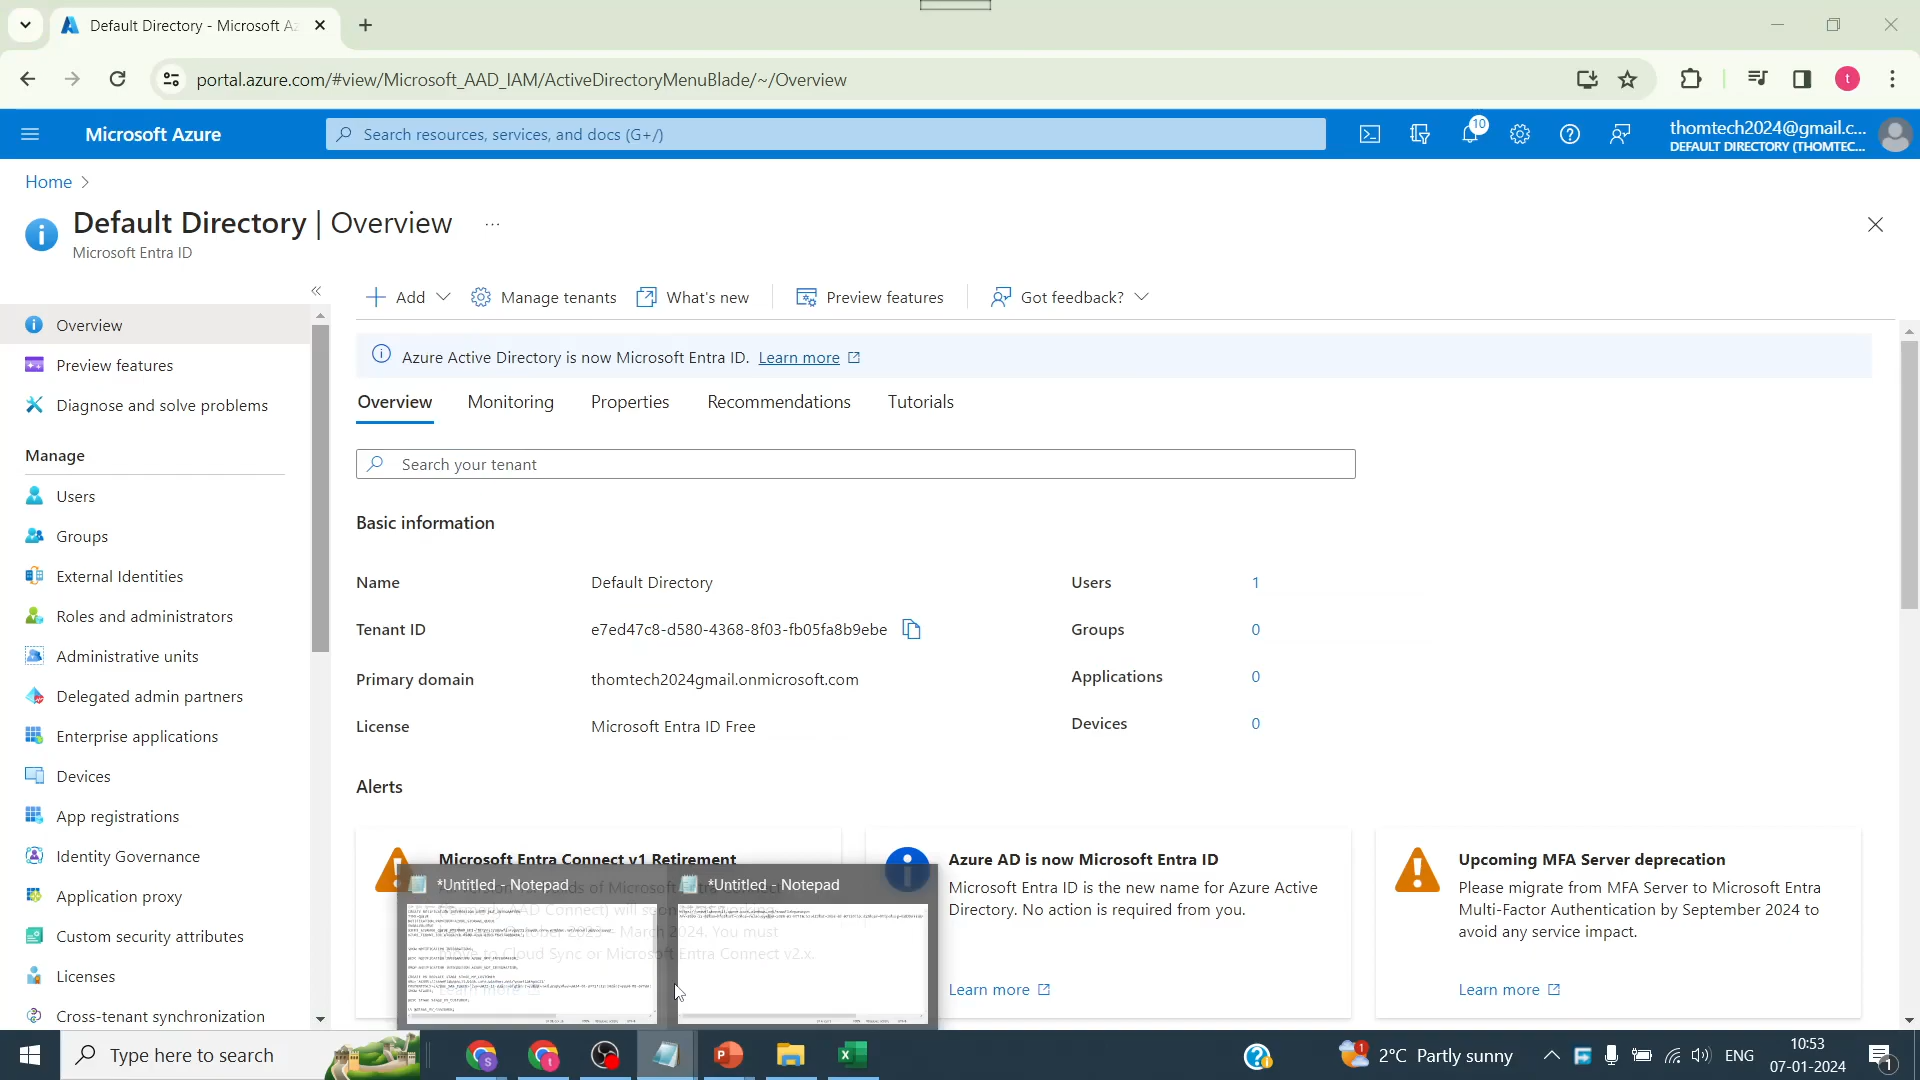 Default Directory - Microsoft Az
portal.azure.com/#view/Microsoft_AAD_IAM/ActiveDirectoryMenuBlade/~/Overview
t
Microsoft Azure
Search resources, services, and docs (G+/)
10
thomtech2024@gmail.c...
DEFAULT DIRECTORY (THOMTEC...
Home
Default Directory | Overview
...
Microsoft Entra ID
Add
Manage tenants
What's new
Preview features
Got feedback?
Overview
Preview features
Diagnose and solve problems
Manage
Users
Groups
External Identities
Roles and administrators
Administrative units
Delegated admin partners
Enterprise applications
Devices
App registrations
Identity Governance
Application proxy
Custom security attributes
Licenses
Cross-tenant synchronization
Azure Active Directory is now Microsoft Entra ID. Learn more
Overview
Monitoring
Properties
Recommendations
Tutorials
Search your tenant
Basic information
Name
Default Directory
Users
1
Tenant ID
e7ed47c8-d580-4368-8f03-fb05fa8b9ebe
Groups
0
Primary domain
thomtech2024gmail.onmicrosoft.com
Applications
0
License
Microsoft Entra ID Free
Devices
0
Alerts
Microsoft Entra Connect v1 Retirement
*Untitled - Notepad
*Untitled - Notepad
Azure AD is now Microsoft Entra ID
Microsoft Entra ID is the new name for Azure Active
Directory. No action is required from you.
Learn more
Upcoming MFA Server deprecation
Please migrate from MFA Server to Microsoft Entra
Multi-Factor Authentication by September 2024 to
avoid any service impact.
Learn more
Type here to search
2°C Partly sunny
ENG
10:53
07-01-2024
1